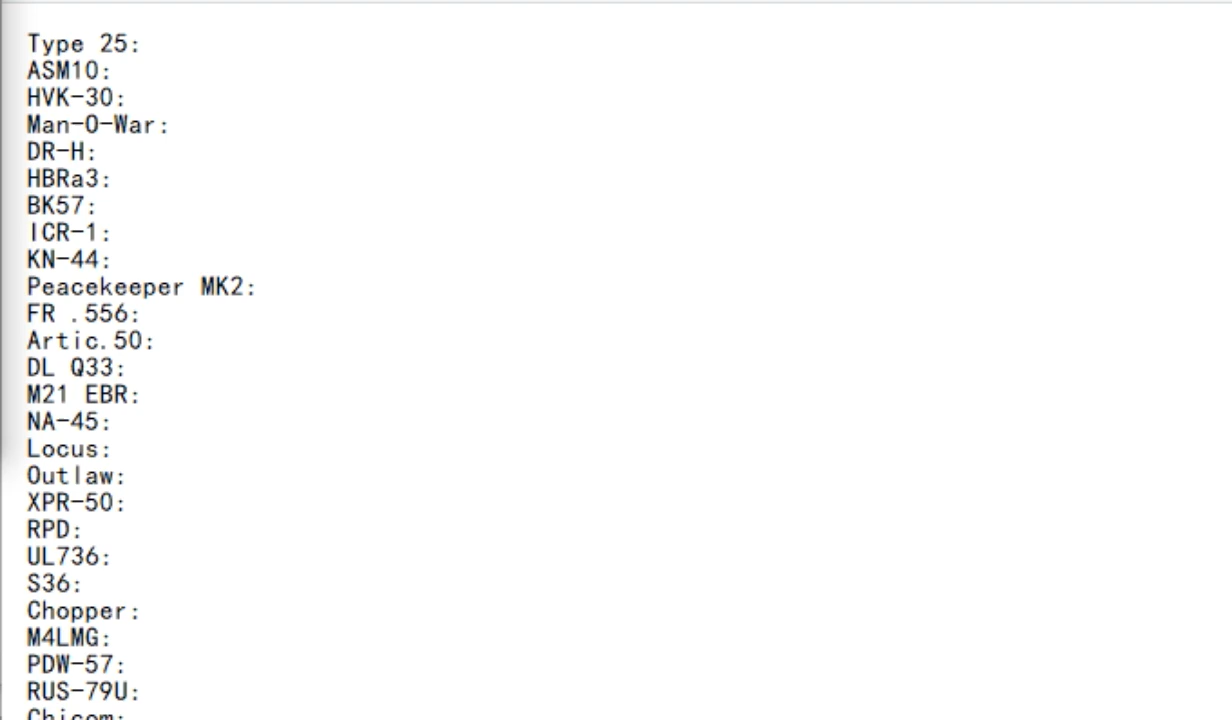 Type 25:
ASM10:
HVK-30:
Man-O-War:
DR-H:
HBRa3:
BK57:
ICR-1:
KN-44:
Peacekeeper MK2:
FR .556:
Artic.50:
DL Q33:
M21 EBR:
NA-45:
Locus:
Outlaw:
XPR-50:
RPD:
UL736:
S36:
Chopper:
M4LMG:
PDW-57:
RUS-79U:
Chicom: